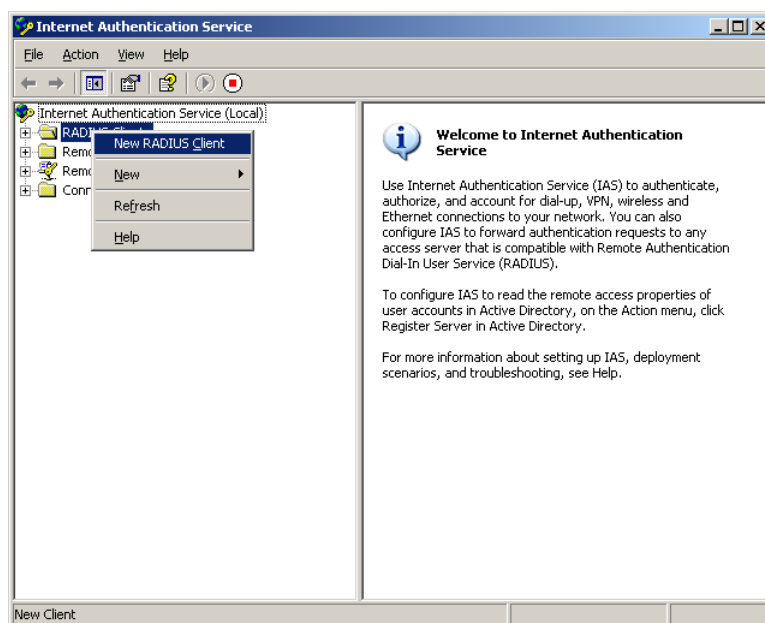 Internet Authentication Service
File Action View Help
Internet Authentication Service (Local)
RADIUS
New RADIUS Client
New
Refresh
Help
Welcome to Internet Authentication
Service
Use Internet Authentication Service (IAS) to authenticate,
authorize, and account for dial-up, VPN, wireless and
Ethernet connections to your network. You can also
configure IAS to forward authentication requests to any
access server that is compatible with Remote Authentication
Dial-In User Service (RADIUS).
To configure IAS to read the remote access properties of
user accounts in Active Directory, on the Action menu, click
Register Server in Active Directory.
For more information about setting up IAS, deployment
scenarios, and troubleshooting, see Help.
New Client